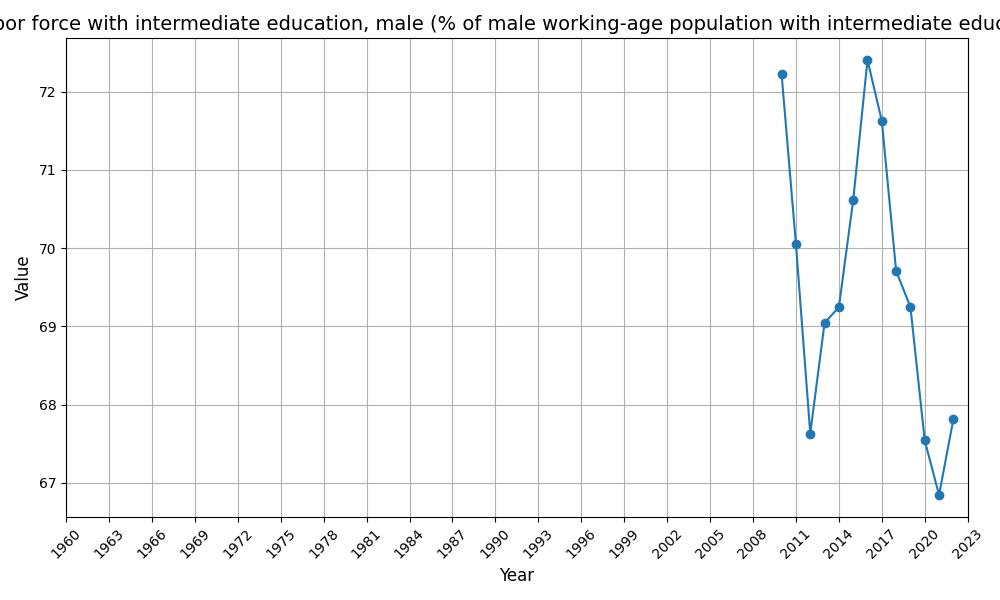 oor force with intermediate education, male (% of male working-age population with intermediate educ
72
71
70
69
68
67
Value
1960 1963 1966 1969 1972 1975 1978 1981 1984 1987 1990 1993 1996 1999 2002 2005 2008 2011 2014 2017 2020 2023
Year